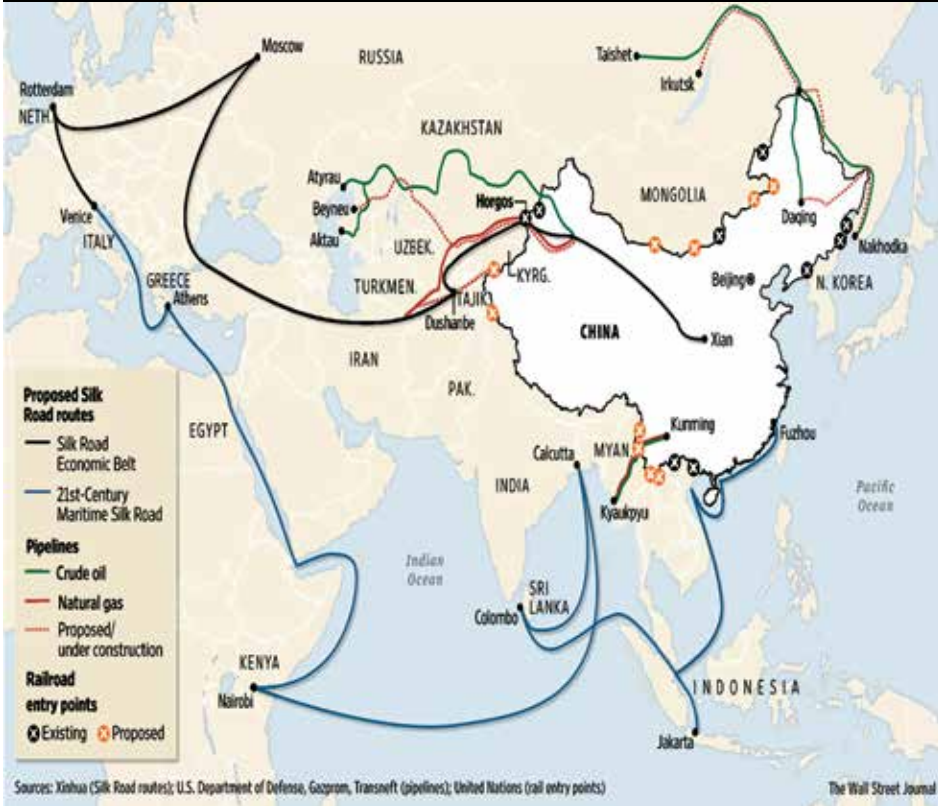 Moscow
RUSSIA
Taishet
Irkutsk
Rotterdam
NETH.
KAZAKHSTAN
Atyrau
Beyneu
Aktau
Horgos
MONGOLIA
Daqing
Nakhodka
Venice
ITALY
UZBEK.
KYRG.
Beijing
N. KOREA
GREECE
Athens
TURKMEN.
TAJIK.
Dushanbe
CHINA
Xian
IRAN
PAK.
EGYPT
Calcutta
MYAN.
Kunming
Fuzhou
INDIA
Kyaukpyu
Pacific
Ocean
Indian
Ocean
SRI
LANKA
Colombo
KENYA
Nairobi
INDONESIA
Jakarta
Proposed Silk
Road routes
Silk Road
Economic Belt
21st-Century
Maritime Silk Road
Pipelines
Crude oil
Natural gas
Proposed/
under construction
Railroad
entry points
Existing Proposed
Sources: Xinhua (Silk Road routes); U.S. Department of Defense, Gazprom, Transneft (pipelines); United Nations (rail entry points)
The Wall Street Journal